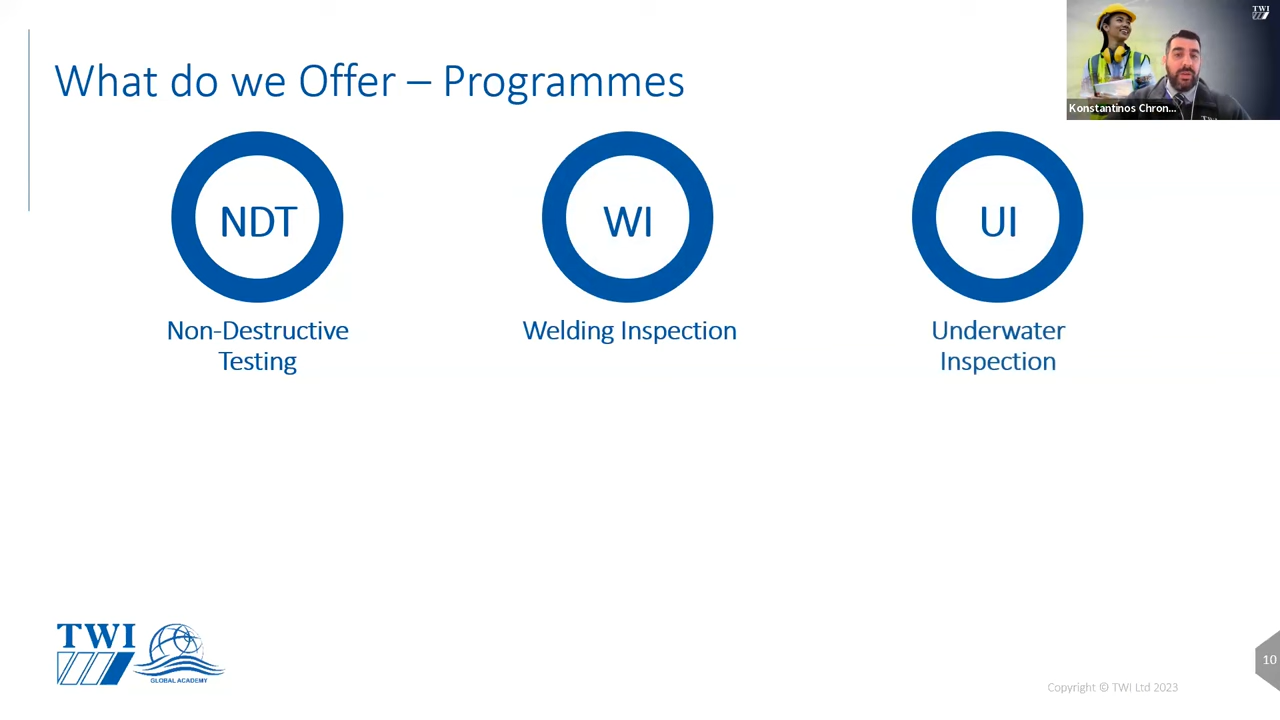 What do we Offer – Programmes
TWI
Konstantinos Chron...
NDT
WI
UI
Non-Destructive
Testing
Welding Inspection
Underwater
Inspection
TWI
GLOBAL ACADEMY
10
Copyright © TWI Ltd 2023